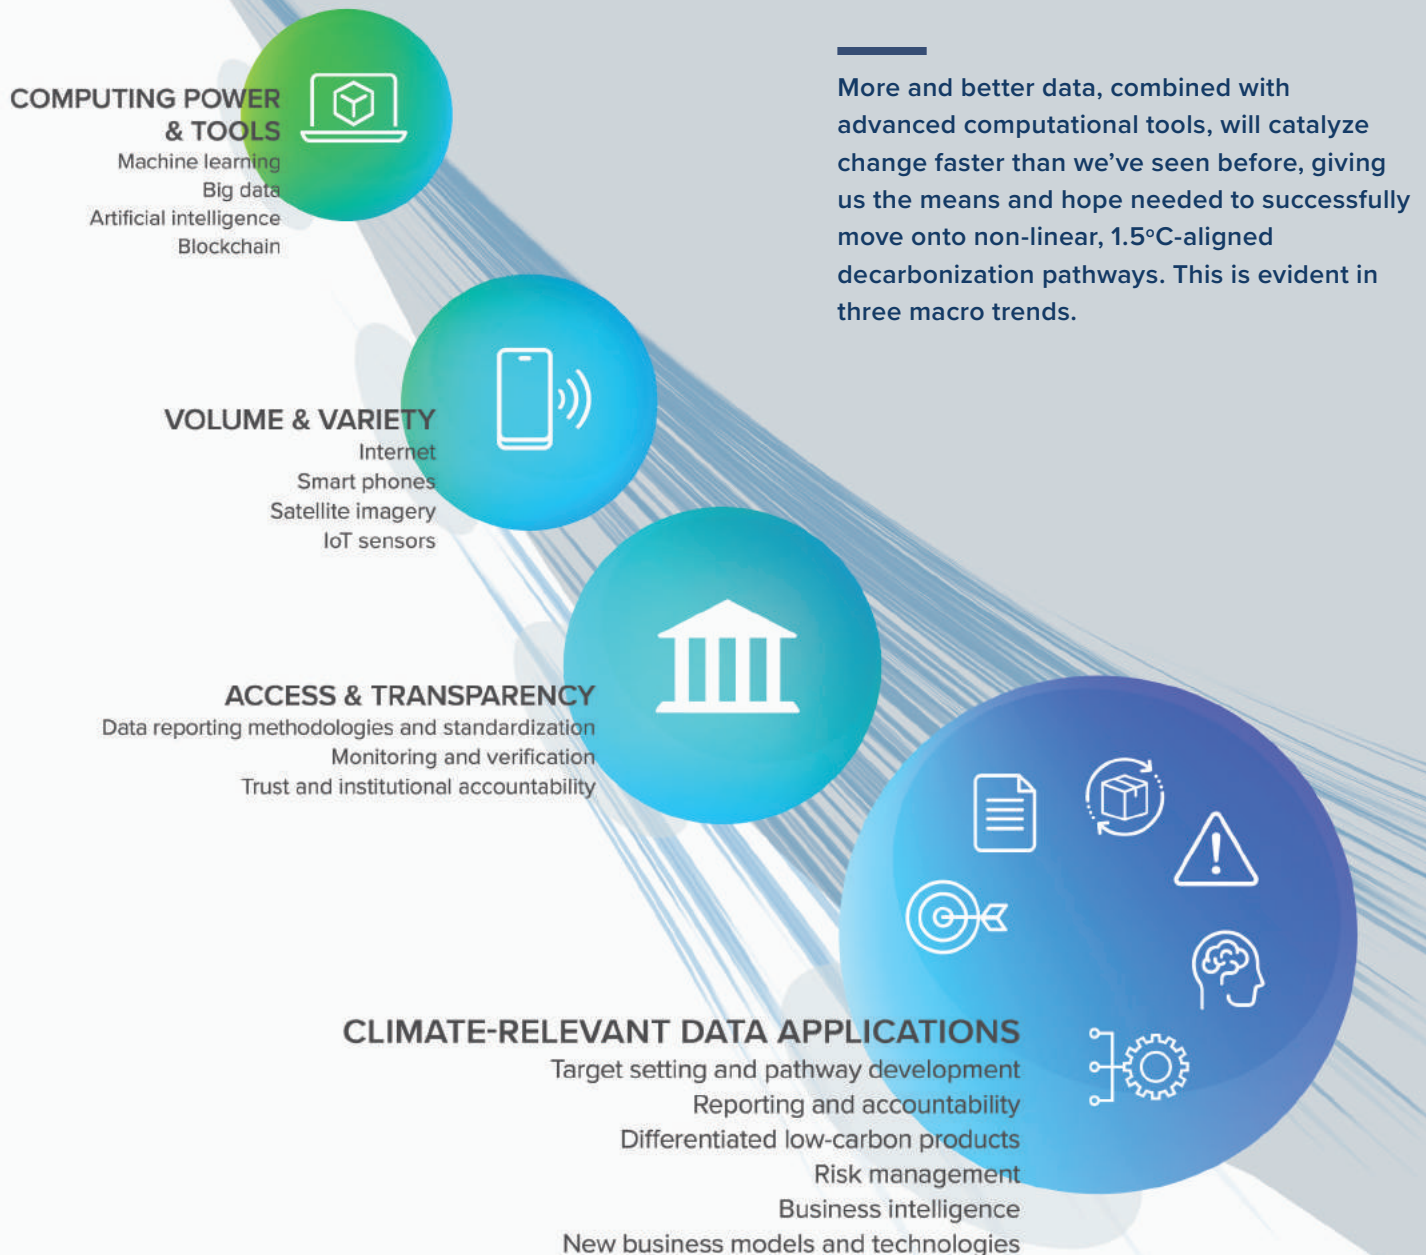 COMPUTING POWER
& TOOLS
Machine learning
Big data
Artificial intelligence
Blockchain
More and better data, combined with
advanced computational tools, will catalyze
change faster than we’ve seen before, giving
us the means and hope needed to successfully
move onto non-linear, 1.5ºC-aligned
decarbonization pathways. This is evident in
three macro trends.
VOLUME & VARIETY
Internet
Smart phones
Satellite imagery
IoT sensors
ACCESS & TRANSPARENCY
Data reporting methodologies and standardization
Monitoring and verification
Trust and institutional accountability
CLIMATE-RELEVANT DATA APPLICATIONS
Target setting and pathway development
Reporting and accountability
Differentiated low-carbon products
Risk management
Business intelligence
New business models and technologies